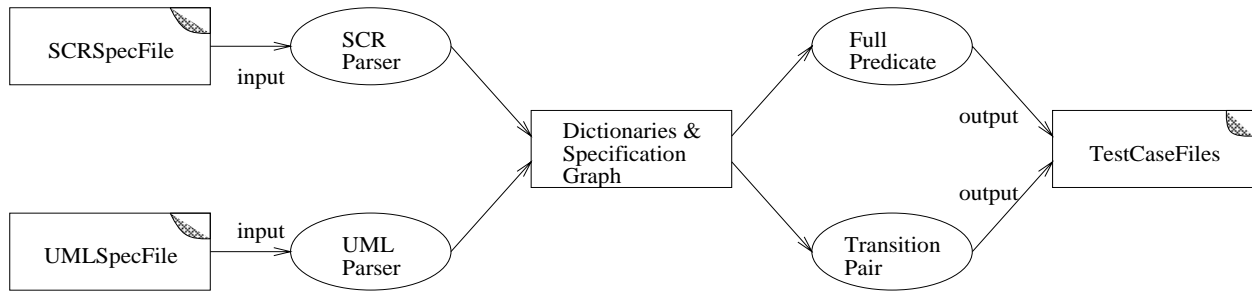 SCRSpecFile
input
SCR
Parser
UMLSpecFile
input
UML
Parser
Dictionaries &
Specification
Graph
Full
Predicate
output
Transition
Pair
output
TestCaseFiles